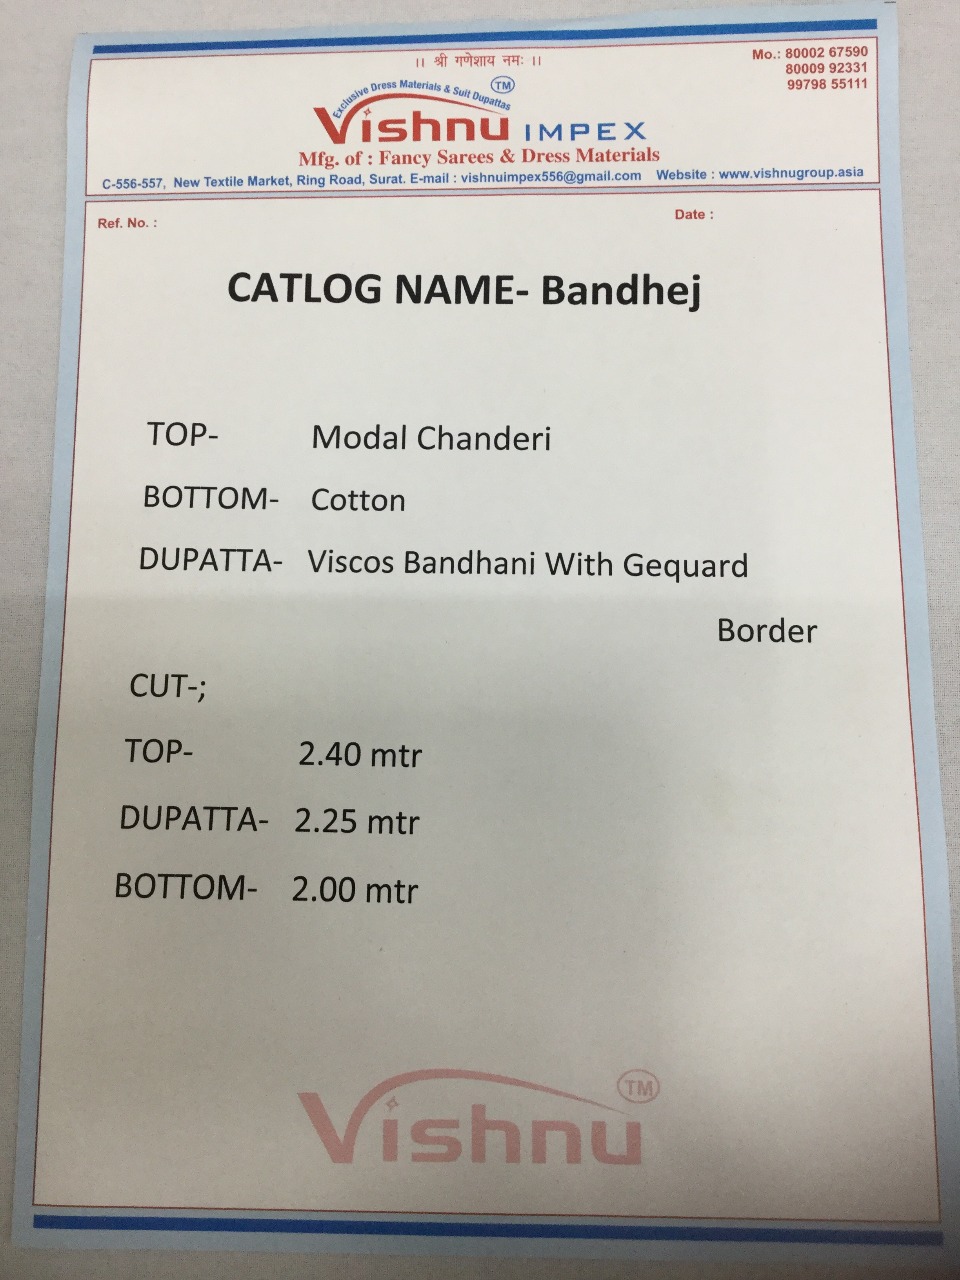 ।। श्री गणेशाय नमः ।।
Mo.: 80002 67590
80009 92331
99798 55111
Exclusive Dress Materials & Suit Dupattas
TM
Vishnu IMPEX
Mfg. of : Fancy Sarees & Dress Materials
C-556-557, New Textile Market, Ring Road, Surat. E-mail : vishnuimpex556@gmail.com Website : www.vishnugroup.asia
Ref. No. :
Date :
CATLOG NAME- Bandhej
TOP- Modal Chanderi
BOTTOM- Cotton
DUPATTA- Viscos Bandhani With Gequard
Border
CUT-;
TOP- 2.40 mtr
DUPATTA- 2.25 mtr
BOTTOM- 2.00 mtr
Vishnu TM